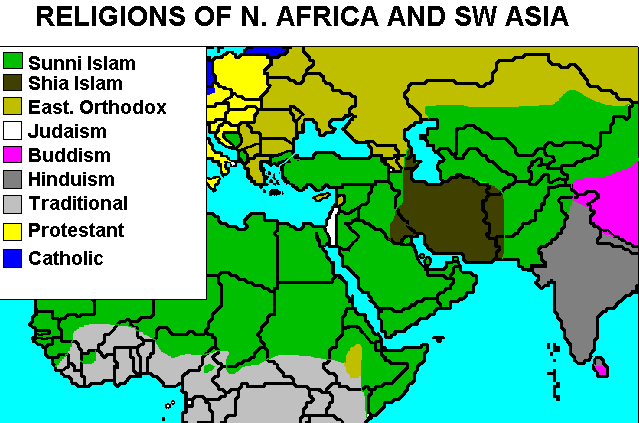 RELIGIONS OF N. AFRICA AND SW ASIA
Sunni Islam
Shia Islam
East. Orthodox
Judaism
Buddism
Hinduism
Traditional
Protestant
Catholic